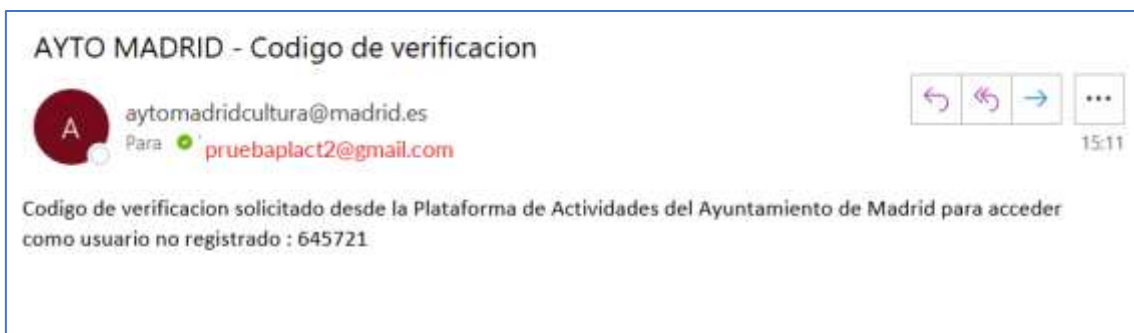 AYTO MADRID - Codigo de verificacion
A
aytomadridcultura@madrid.es
Para pruebaplact2@gmail.com
15:11
Codigo de verificacion solicitado desde la Plataforma de Actividades del Ayuntamiento de Madrid para acceder
como usuario no registrado : 645721